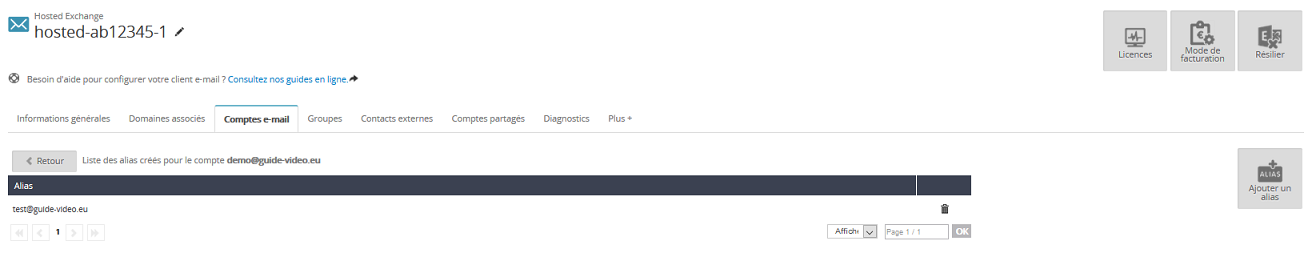 Hosted Exchange
hosted-ab12345-1
Licences
Mode de
facturation
Résilier
Besoin d'aide pour configurer votre client e-mail ? Consultez nos guides en ligne.
Informations générales
Domaines associés
Comptes e-mail
Groupes
Contacts externes
Comptes partagés
Diagnostics
Plus +
Retour
Liste des alias créés pour le compte demo@guide-video.eu
ALIAS
Ajouter un
alias
Alias
test@guide-video.eu
1
Affiche
Page 1 / 1
OK